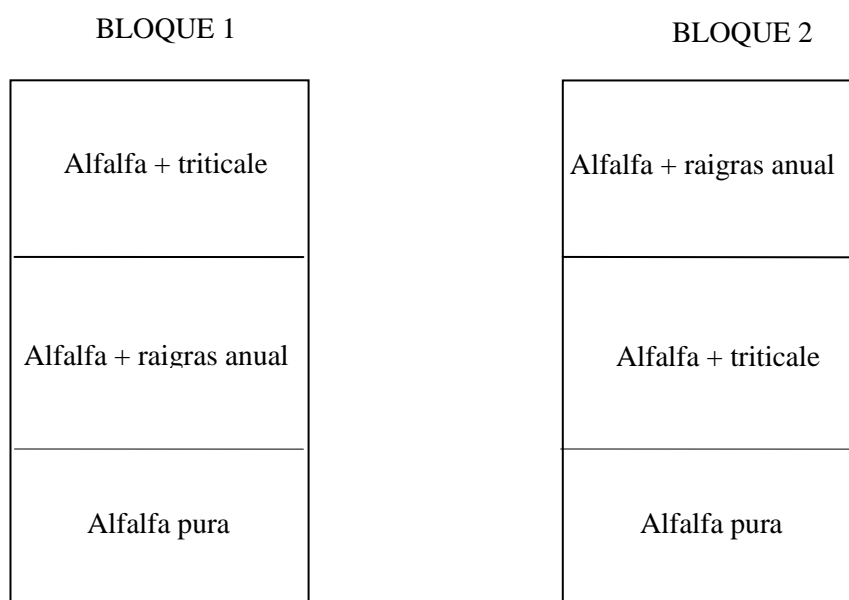 BLOQUE 1
Alfalfa + triticale
Alfalfa + raigras anual
Alfalfa pura
BLOQUE 2
Alfalfa + raigras anual
Alfalfa + triticale
Alfalfa pura